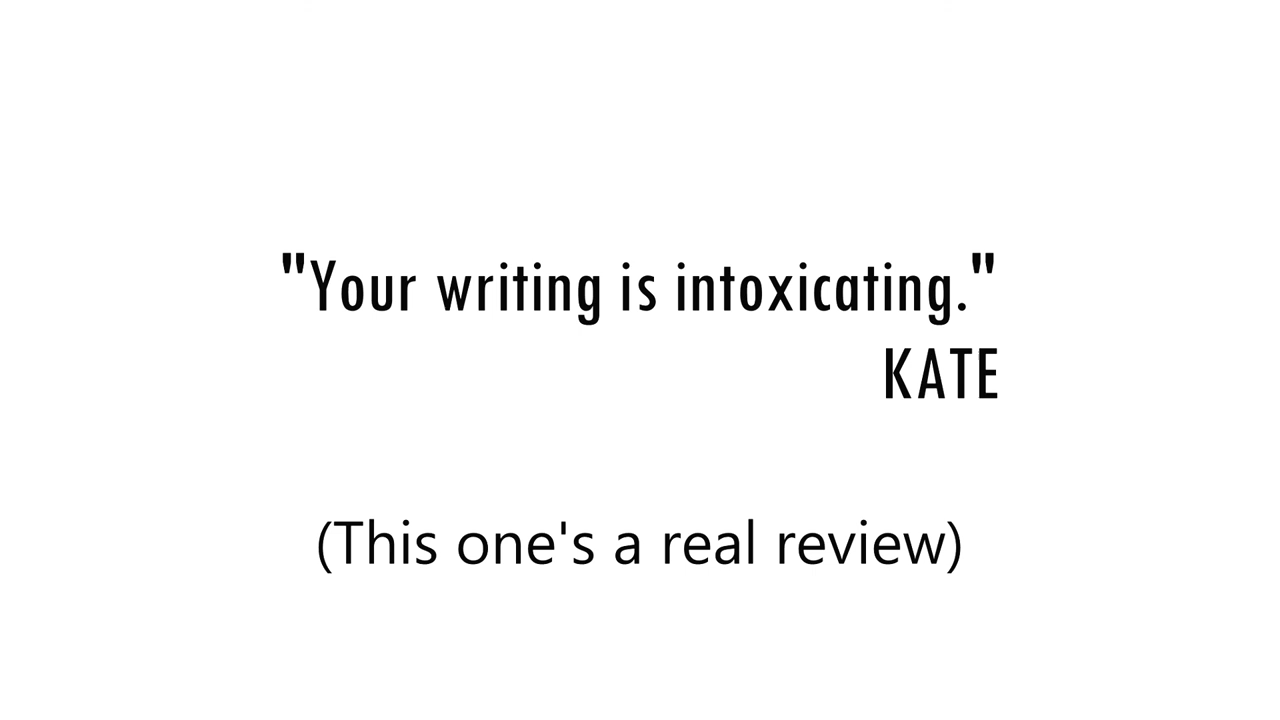 "Your writing is intoxicating."
KATE
(This one's a real review)